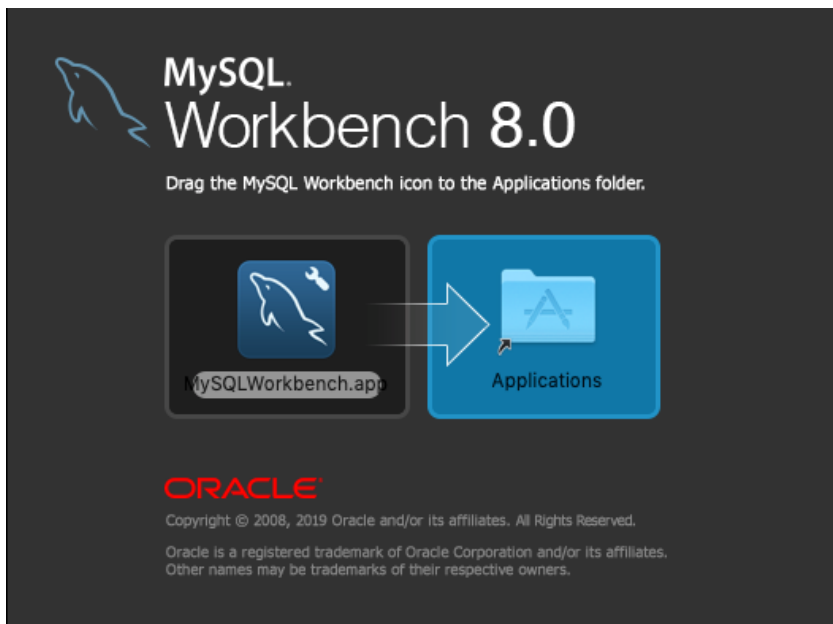 MySQL.
Workbench 8.0
Drag the MySQL Workbench icon to the Applications folder.
MySQLWorkbench.app
Applications
ORACLE
Copyright © 2008, 2019 Oracle and/or its affiliates. All Rights Reserved.
Oracle is a registered trademark of Oracle Corporation and/or its affiliates.
Other names may be trademarks of their respective owners.